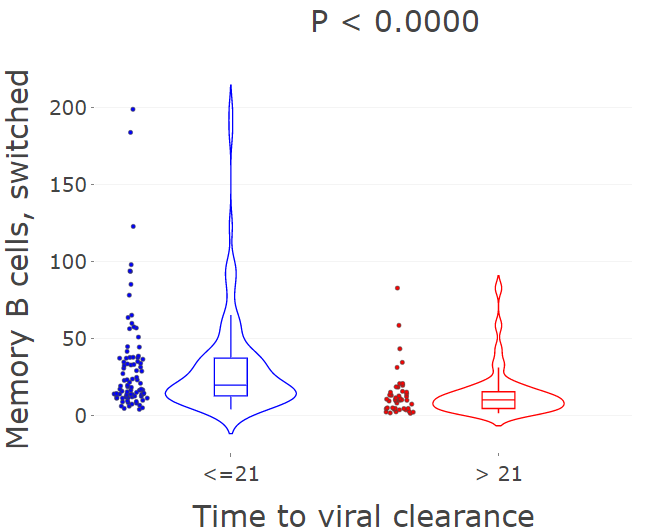 P < 0.0000
Memory B cells, switched
200
150
100
50
0
<=21
> 21
Time to viral clearance